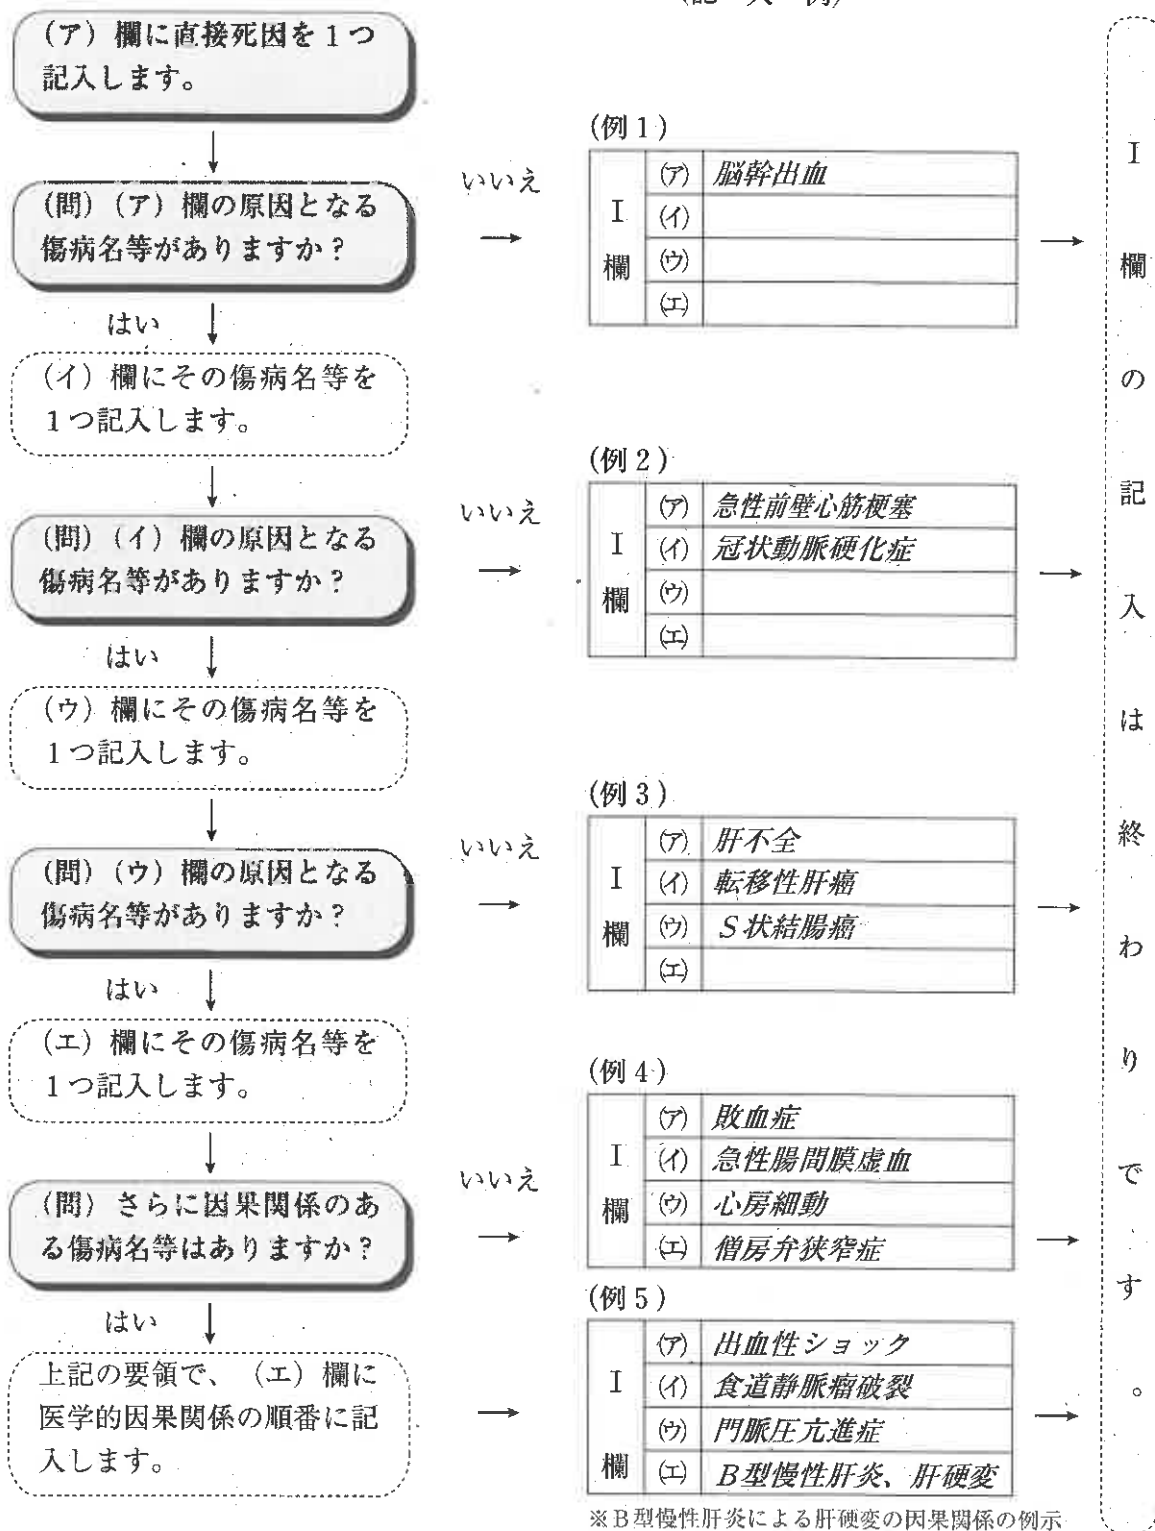 (記 入 例)
(ア)欄に直接死因を1つ
記入します。
(問)(ア)欄の原因となる
傷病名等がありますか?
いいえ
はい
(例1)
Ⅰ
欄
(ア) 脳幹出血
(イ)
(ウ)
(エ)
(イ)欄にその傷病名等を
1つ記入します。
(問)(イ)欄の原因となる
傷病名等がありますか?
いいえ
はい
(例2)
Ⅰ
欄
(ア) 急性前壁心筋梗塞
(イ) 冠状動脈硬化症
(ウ)
(エ)
(ウ)欄にその傷病名等を
1つ記入します。
(問)(ウ)欄の原因となる
傷病名等がありますか?
いいえ
はい
(例3)
Ⅰ
欄
(ア) 肝不全
(イ) 転移性肝癌
(ウ) S状結腸癌
(エ)
(エ)欄にその傷病名等を
1つ記入します。
(問)さらに因果関係のあ
る傷病名等はありますか?
いいえ
はい
(例4)
Ⅰ
欄
(ア) 敗血症
(イ) 急性腸間膜虚血
(ウ) 心房細動
(エ) 僧房弁狭窄症
上記の要領で、(エ)欄に
医学的因果関係の順番に記
入します。
(例5)
Ⅰ
欄
(ア) 出血性ショック
(イ) 食道静脈瘤破裂
(ウ) 門脈圧亢進症
(エ) B型慢性肝炎、肝硬変
※B型慢性肝炎による肝硬変の因果関係の例示
Ⅰ欄の記入は終わりです。